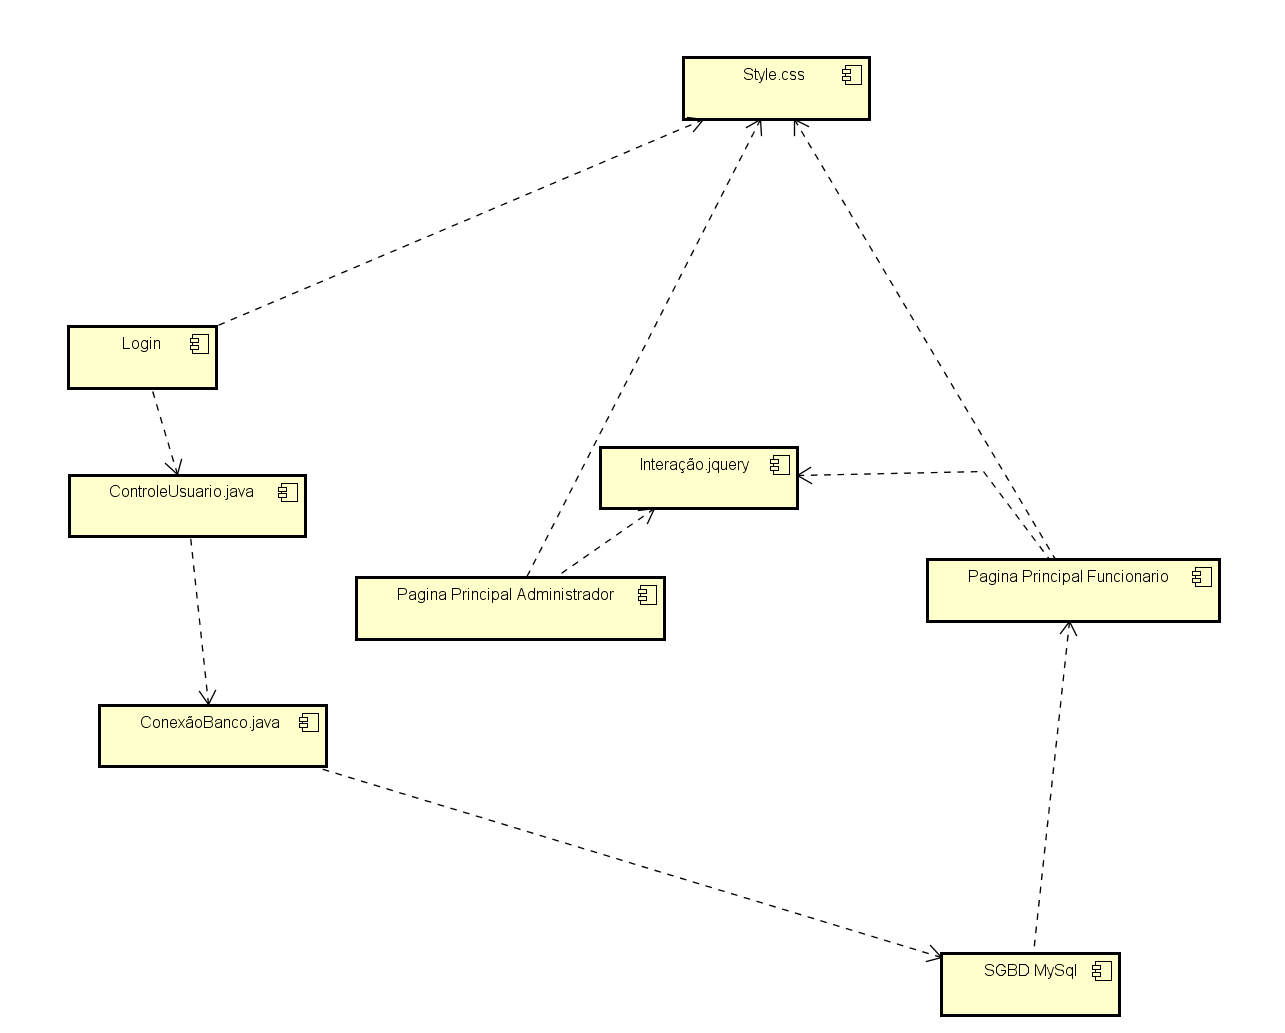 Style.css
Login
Interação.jquery
ControleUsuario.java
Pagina Principal Funcionario
Pagina Principal Administrador
ConexãoBanco.java
SGBD MySql